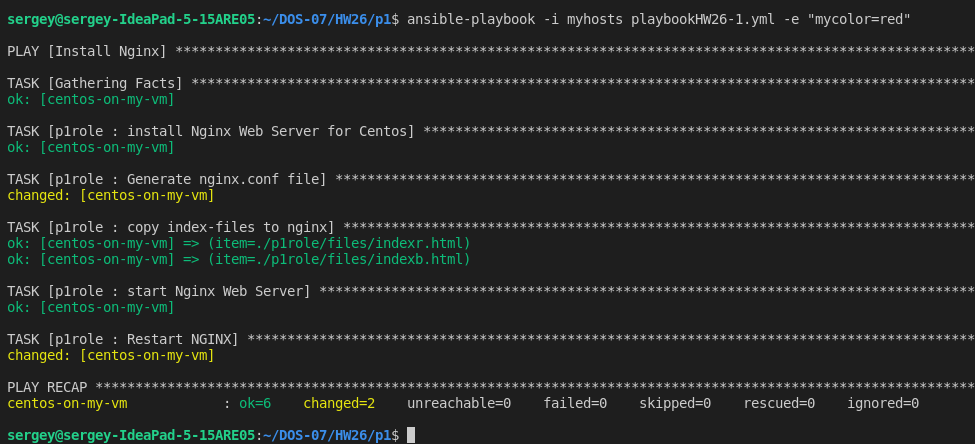 sergey@sergey-IdeaPad-5-15ARE05:~/DOS-07/HW26/p1$ ansible-playbook -i myhosts playbookHW26-1.yml -e "mycolor=red"
PLAY [Install Nginx] ****************************************************************************************************
TASK [Gathering Facts] **************************************************************************************************
ok: [centos-on-my-vm]
TASK [p1role : install Nginx Web Server for Centos] *********************************************************************
ok: [centos-on-my-vm]
TASK [p1role : Generate nginx.conf file] ********************************************************************************
changed: [centos-on-my-vm]
TASK [p1role : copy index-files to nginx] *******************************************************************************
ok: [centos-on-my-vm] => (item=./p1role/files/indexr.html)
ok: [centos-on-my-vm] => (item=./p1role/files/indexb.html)
TASK [p1role : start Nginx Web Server] **********************************************************************************
ok: [centos-on-my-vm]
TASK [p1role : Restart NGINX] *******************************************************************************************
changed: [centos-on-my-vm]
PLAY RECAP **************************************************************************************************************
centos-on-my-vm            : ok=6    changed=2    unreachable=0    failed=0    skipped=0    rescued=0    ignored=0
sergey@sergey-IdeaPad-5-15ARE05:~/DOS-07/HW26/p1$